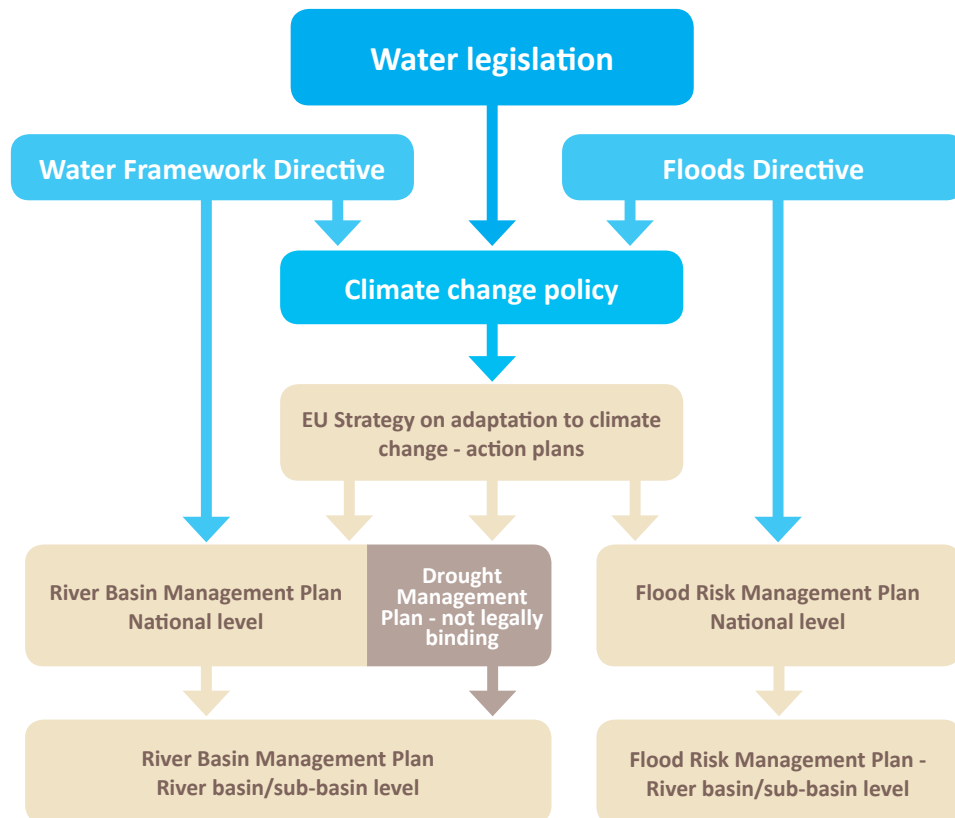 Water legislation
Water Framework Directive
Floods Directive
Climate change policy
EU Strategy on adaptation to climate
change - action plans
River Basin Management Plan
National level
Drought
Management
Plan - not legally
binding
Flood Risk Management Plan
National level
River Basin Management Plan
River basin/sub-basin level
Flood Risk Management Plan -
River basin/sub-basin level